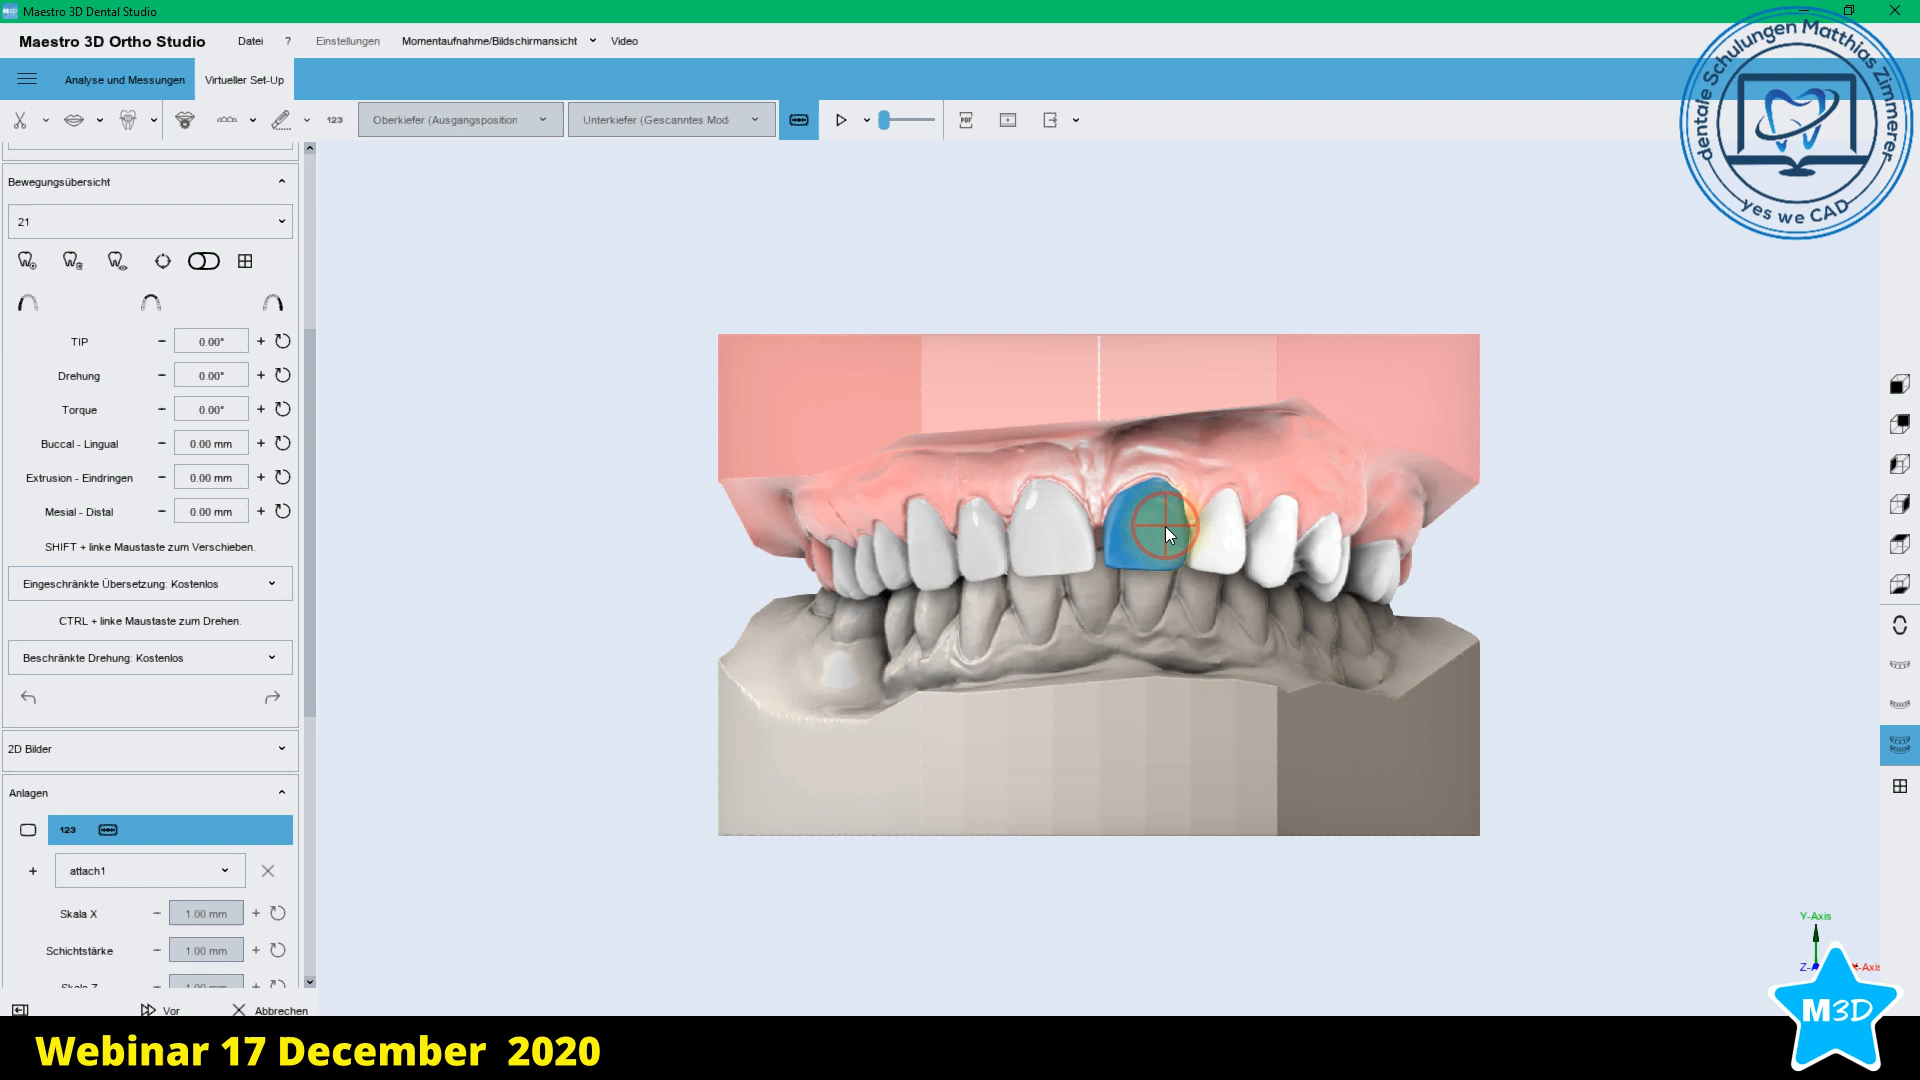 Maestro 3D Dental Studio
Maestro 3D Ortho Studio
Datei
?
Einstellungen
Momentaufnahme/Bildschirmansicht
Video
Analyse und Messungen
Virtueller Set-Up
123
Oberkiefer (Ausgangsposition
Unterkiefer (Gescanntes Mod
PDF
dentale Schulungen Matthias Zimmerer
yes we CAD
Bewegungsübersicht
21
TIP
0.00°
Drehung
0.00°
Torque
0.00°
Buccal - Lingual
0.00 mm
Extrusion - Eindringen
0.00 mm
Mesial - Distal
0.00 mm
SHIFT + linke Maustaste zum Verschieben.
Eingeschränkte Übersetzung: Kostenlos
CTRL + linke Maustaste zum Drehen.
Beschränkte Drehung: Kostenlos
2D Bilder
Anlagen
123
attach1
Skala X
1.00 mm
Schichtstärke
1.00 mm
Skala Z
1.00 mm
Vor
Abbrechen
Y-Axis
M3D
Webinar 17 December 2020